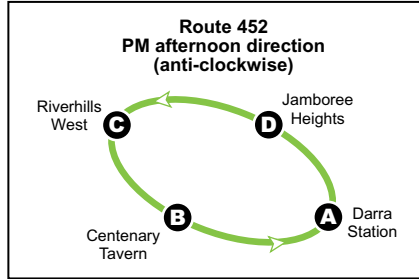 Route 452
PM afternoon direction
(anti-clockwise)
Riverhills
West
C
D
Jamboree
Heights
Centenary
Tavern
B
A
Darra
Station